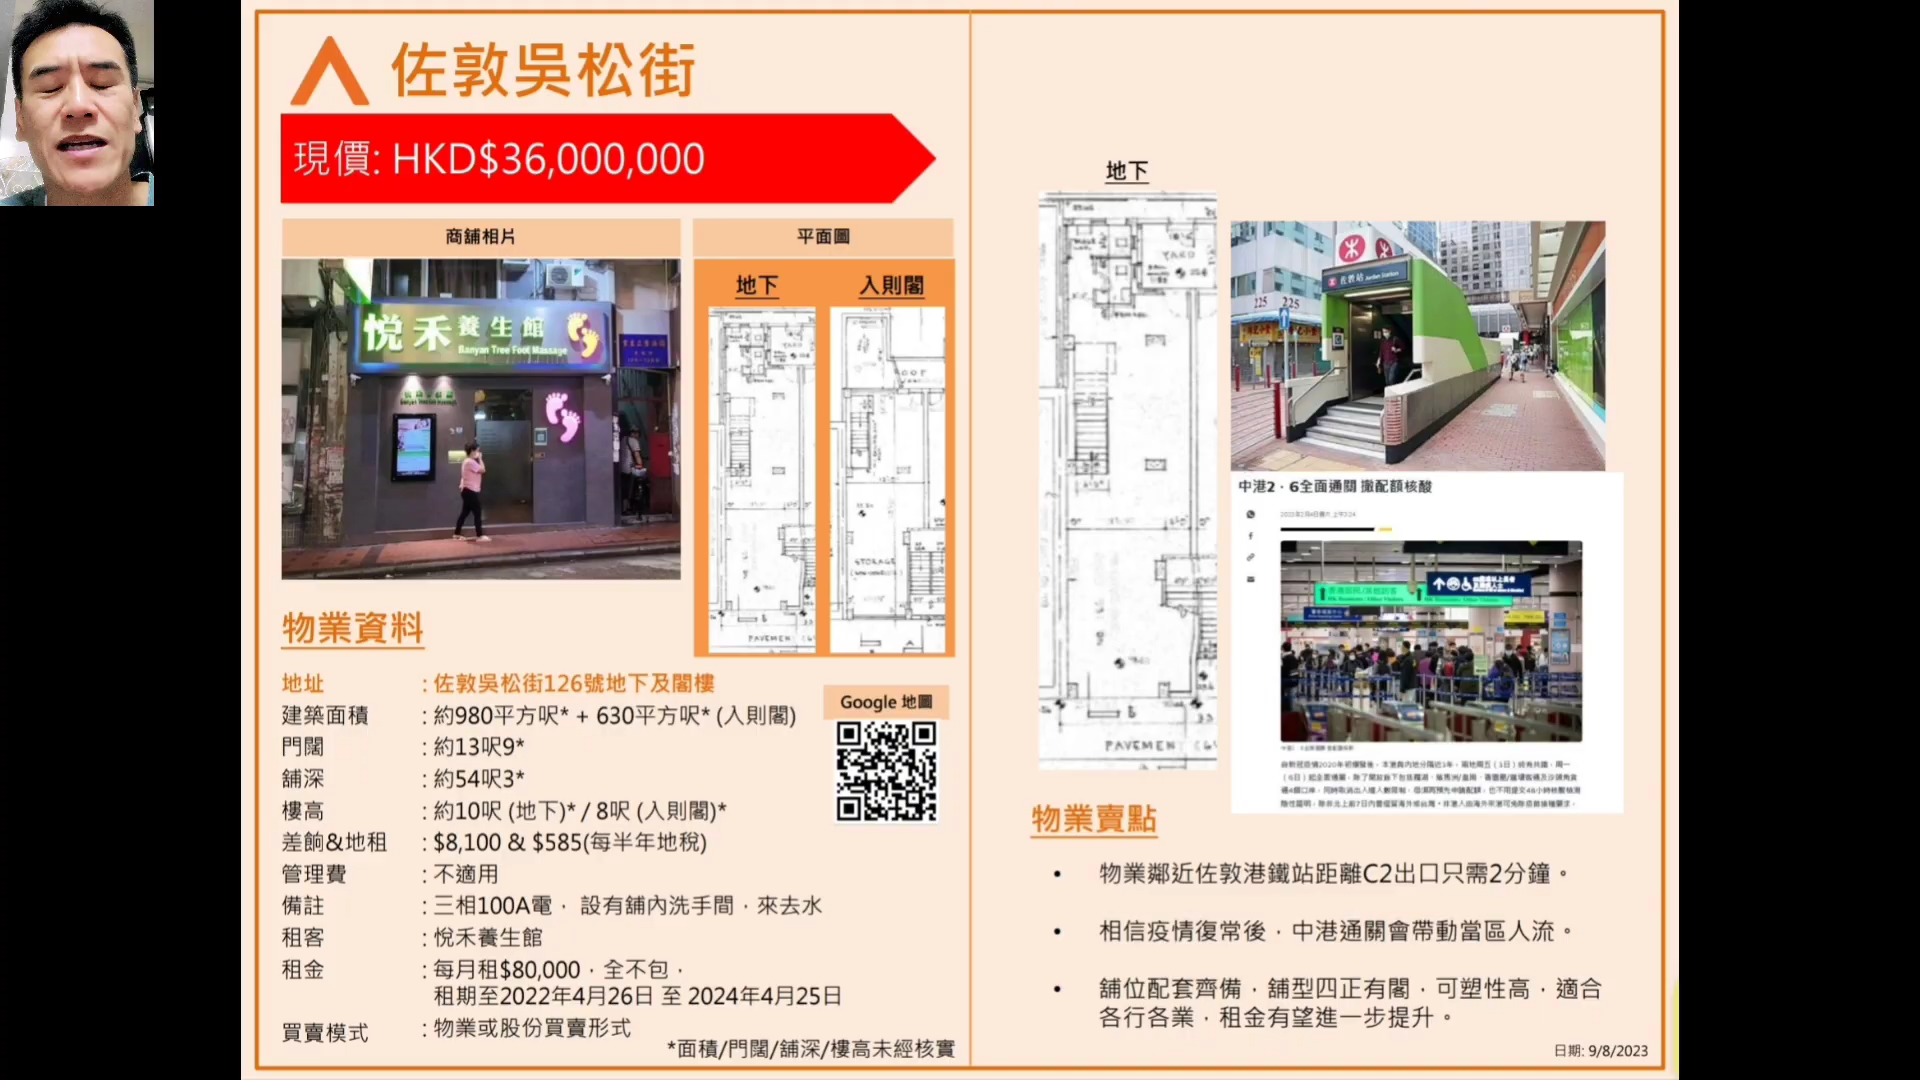 佐敦吳松街
現價: HKD$36,000,000
商舖相片
平面圖
地下
入則閣
悅禾養生館
Banyan Tree Foot Massage
STORAGE
PAVEMENT
物業資料
地址 : 佐敦吳松街126號地下及閣樓
建築面積 : 約980平方呎* + 630平方呎* (入則閣)
門闊 : 約13呎9*
舖深 : 約54呎3*
樓高 : 約10呎 (地下)* / 8呎 (入則閣)*
差餉&地租 : $8,100 & $585(每半年地稅)
管理費 : 不適用
備註 : 三相100A電， 設有舖內洗手間，來去水
租客 : 悅禾養生館
租金 : 每月租$80,000，全不包，
租期至2022年4月26日 至 2024年4月25日
買賣模式 : 物業或股份買賣形式
*面積/門闊/舖深/樓高未經核實
Google 地圖
地下
PAVEMENT
佐敦站 Jordan Station
225 225
中港2．6全面通關 撤配額核酸
物業賣點
• 物業鄰近佐敦港鐵站距離C2出口只需2分鐘。
• 相信疫情復常後，中港通關會帶動當區人流。
• 舖位配套齊備，舖型四正有閣，可塑性高，適合
各行各業，租金有望進一步提升。
日期: 9/8/2023